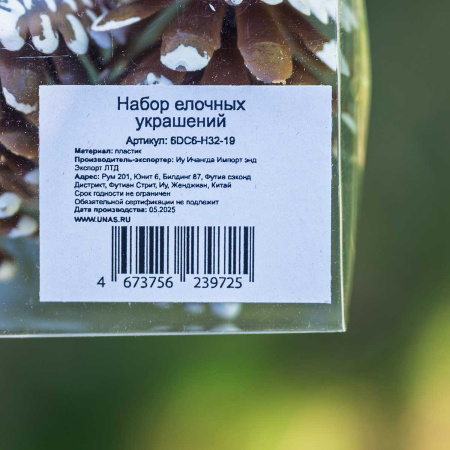 Набор елочных
украшений
Артикул: 6DC6-H32-19
Материал: пластик
Производитель-экспортер: Иу Ичангда Импорт энд
Экспорт ЛТД
Адрес: Рум 201, Юнит 6, Билдинг 87, Футиа сэконд
Дистрикт, Футиан Стрит, Иу, Женджиан, Китай
Срок годности не ограничен
Обязательной сертификации не подлежит
Дата производства: 05.2025
WWW.UNAS.RU
4 673756 239725